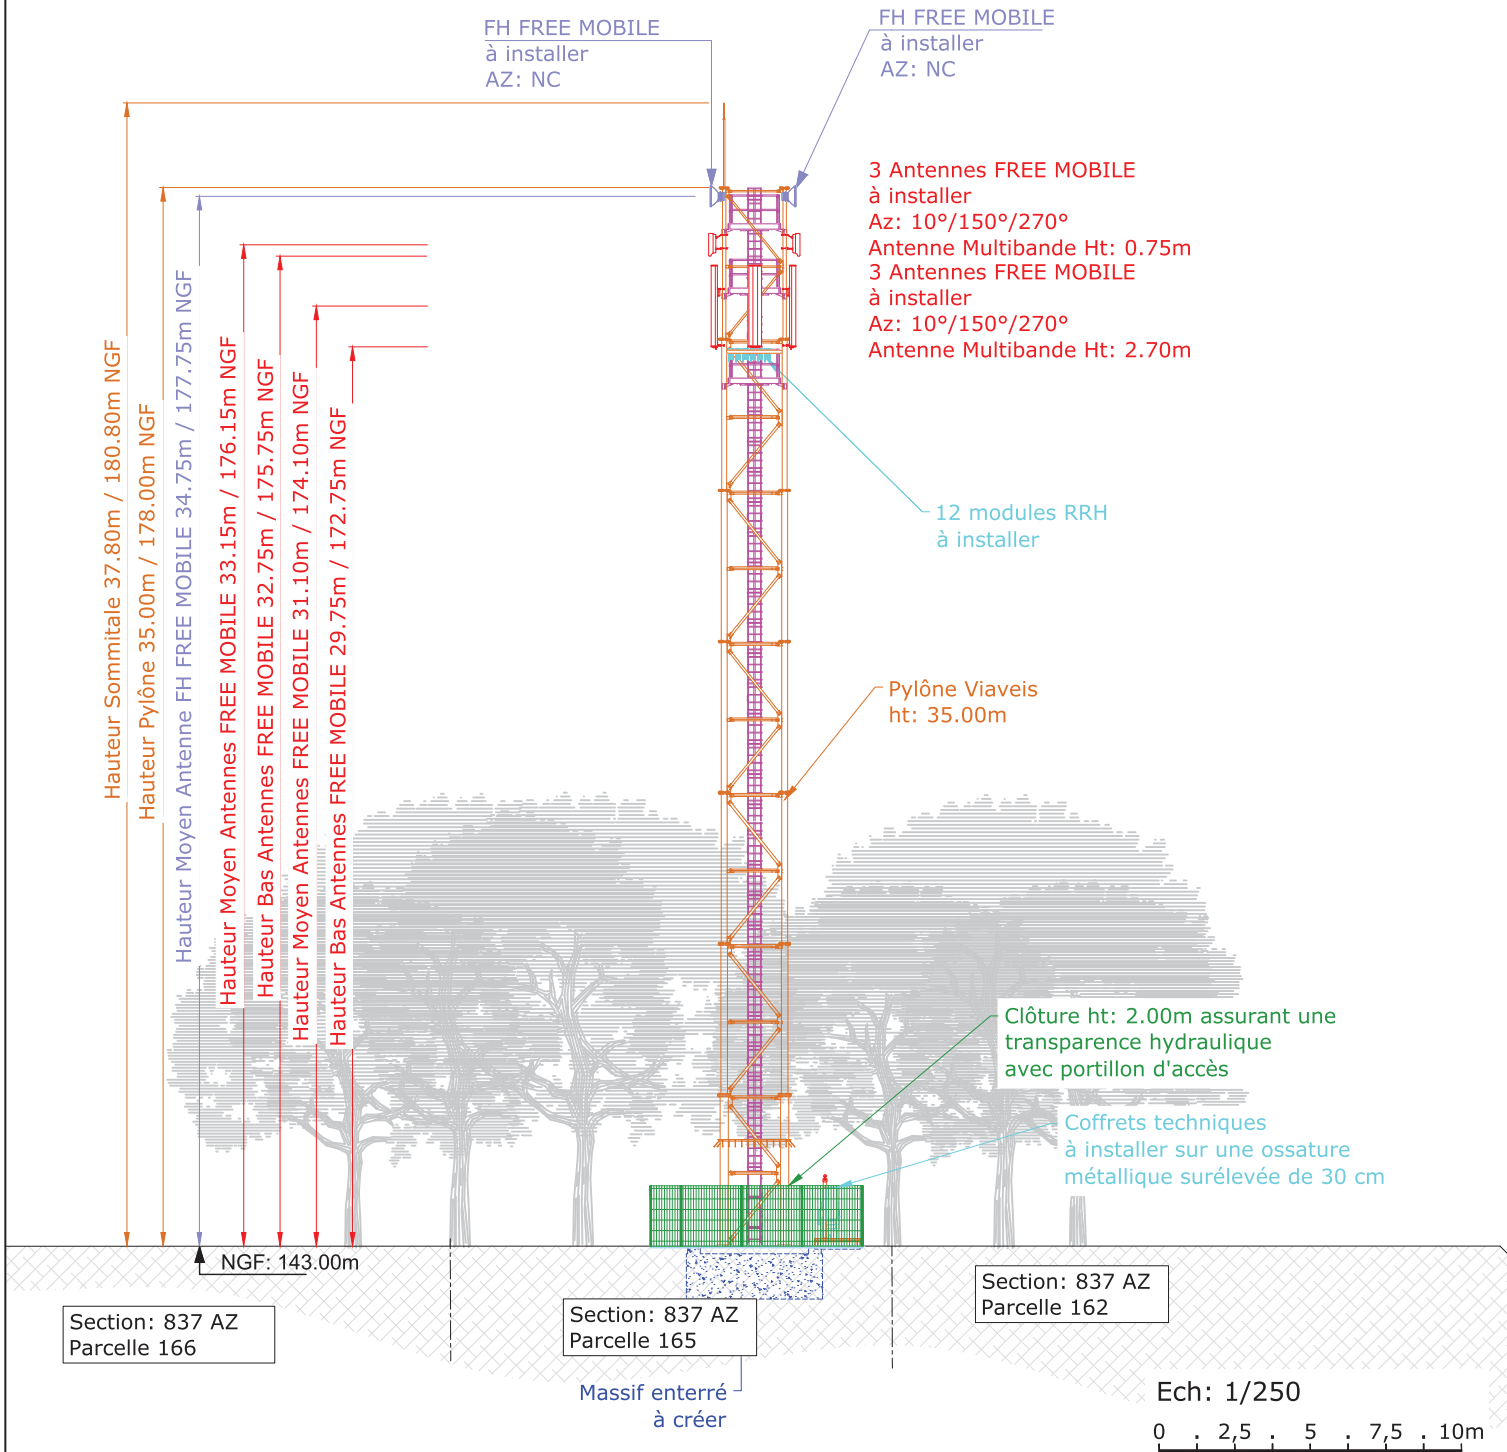 FH FREE MOBILE
à installer
AZ: NC
FH FREE MOBILE
à installer
AZ: NC
3 Antennes FREE MOBILE
à installer
Az: 10°/150°/270°
Antenne Multibande Ht: 0.75m
3 Antennes FREE MOBILE
à installer
Az: 10°/150°/270°
Antenne Multibande Ht: 2.70m
Hauteur Sommitale 37.80m / 180.80m NGF
Hauteur Pylône 35.00m / 178.00m NGF
Hauteur Moyen Antenne FH FREE MOBILE 34.75m / 177.75m NGF
Hauteur Moyen Antennes FREE MOBILE 33.15m / 176.15m NGF
Hauteur Bas Antennes FREE MOBILE 32.75m / 175.75m NGF
Hauteur Moyen Antennes FREE MOBILE 31.10m / 174.10m NGF
Hauteur Bas Antennes FREE MOBILE 29.75m / 172.75m NGF
12 modules RRH
à installer
Pylône Viaveis
ht: 35.00m
Clôture ht: 2.00m assurant une
transparence hydraulique
avec portillon d'accès
Coffrets techniques
à installer sur une ossature
métallique surélevée de 30 cm
NGF: 143.00m
Section: 837 AZ
Parcelle 166
Section: 837 AZ
Parcelle 165
Section: 837 AZ
Parcelle 162
Massif enterré
à créer
Ech: 1/250
0 . 2,5 . 5 . 7,5 . 10m